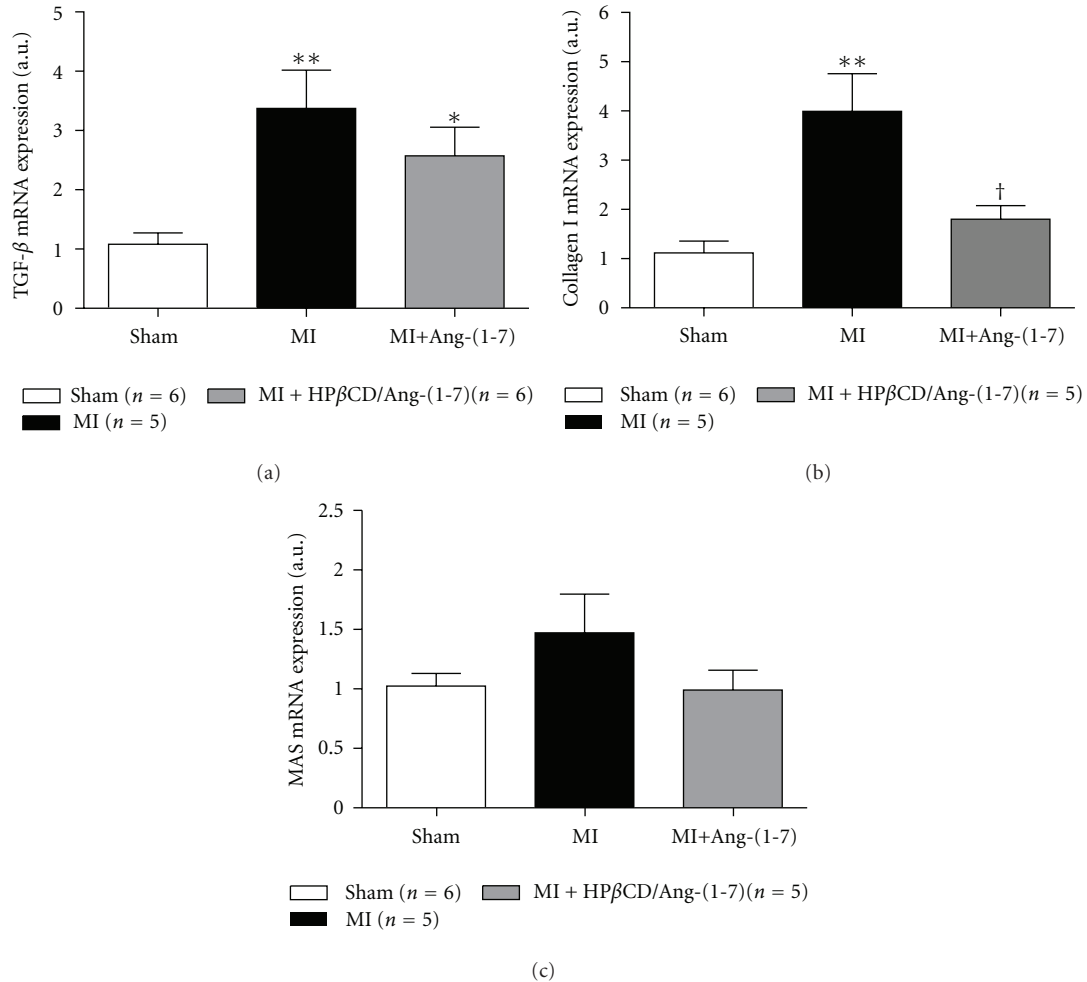 TGF-β mRNA expression (a.u.)
5
4
3
2
1
0
**
*
Sham
MI
MI+Ang-(1-7)
Sham (n = 6)
MI + HPβCD/Ang-(1-7)(n = 6)
MI (n = 5)
(a)
Collagen I mRNA expression (a.u.)
6
5
4
3
2
1
0
**
†
Sham
MI
MI+Ang-(1-7)
Sham (n = 6)
MI + HPβCD/Ang-(1-7)(n = 5)
MI (n = 5)
(b)
MAS mRNA expression (a.u.)
2.5
2
1.5
1
0.5
0
Sham
MI
MI+Ang-(1-7)
Sham (n = 6)
MI + HPβCD/Ang-(1-7)(n = 5)
MI (n = 5)
(c)